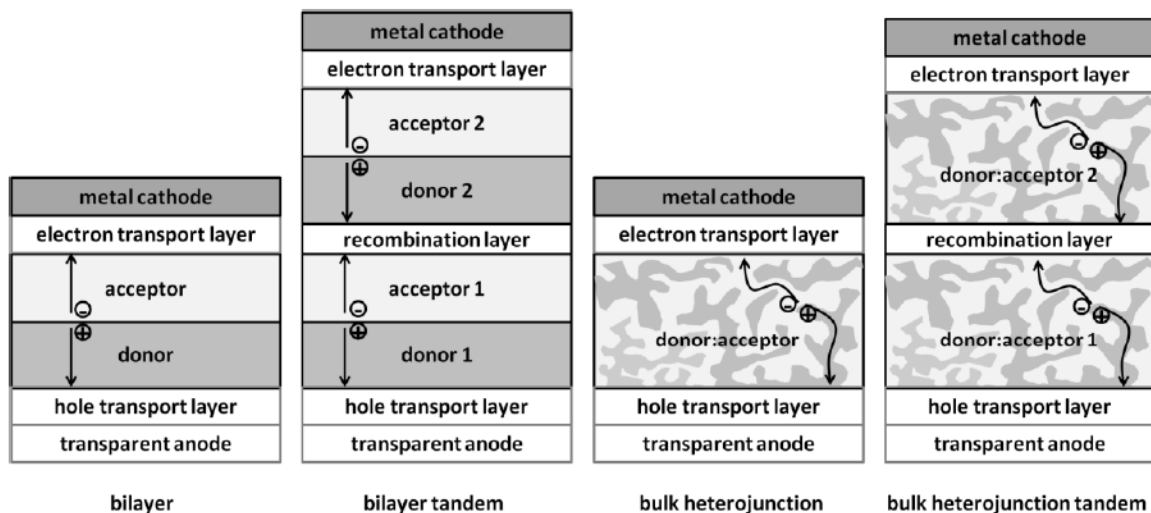 metal cathode
electron transport layer
acceptor
-
+
donor
hole transport layer
transparent anode
bilayer
metal cathode
electron transport layer
acceptor 2
-
+
donor 2
recombination layer
acceptor 1
-
+
donor 1
hole transport layer
transparent anode
bilayer tandem
metal cathode
electron transport layer
-
+
donor:acceptor
hole transport layer
transparent anode
bulk heterojunction
metal cathode
electron transport layer
-
+
donor:acceptor 2
recombination layer
-
+
donor:acceptor 1
hole transport layer
transparent anode
bulk heterojunction tandem